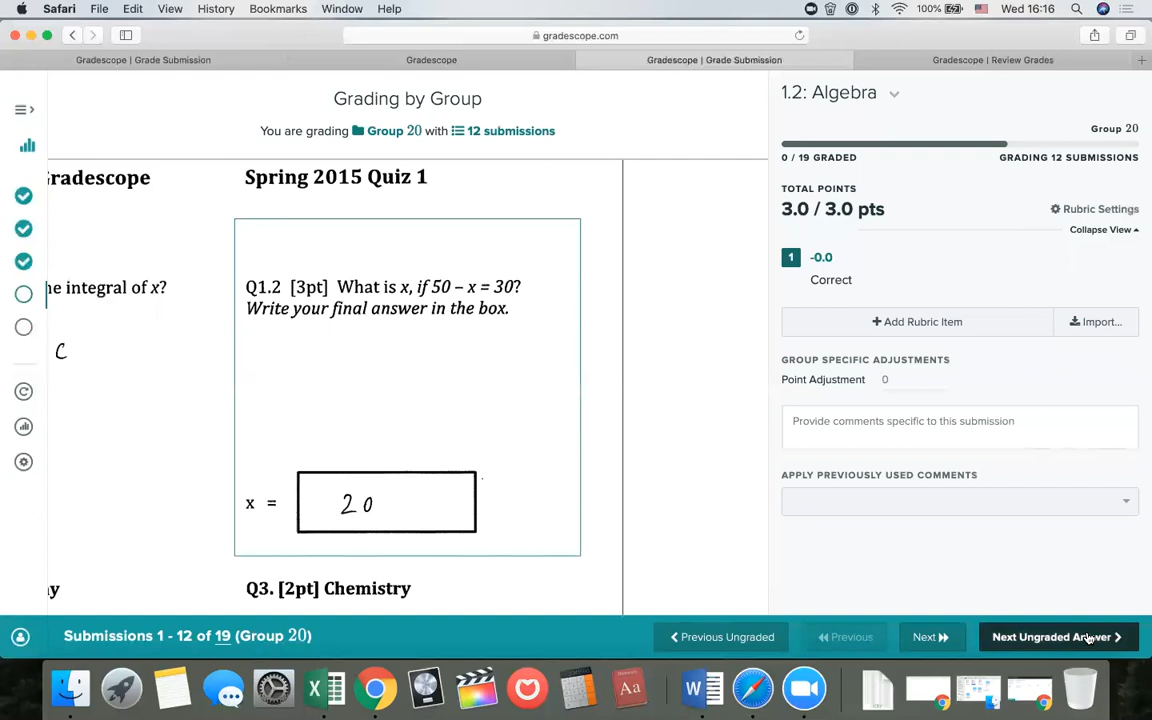 Safari File Edit View History Bookmarks Window Help 100% Wed 16:16
gradescope.com
Gradescope | Grade Submission
Gradescope
Gradescope | Grade Submission
Gradescope | Review Grades
Grading by Group
You are grading Group 20 with 12 submissions
Gradescope
Spring 2015 Quiz 1
he integral of x?
C
Q1.2 [3pt] What is x, if 50 – x = 30?
Write your final answer in the box.
x = 20
y
Q3. [2pt] Chemistry
1.2: Algebra
Group 20
0 / 19 GRADED
GRADING 12 SUBMISSIONS
TOTAL POINTS
3.0 / 3.0 pts
Rubric Settings
Collapse View
1 -0.0
Correct
+ Add Rubric Item
Import...
GROUP SPECIFIC ADJUSTMENTS
Point Adjustment 0
Provide comments specific to this submission
APPLY PREVIOUSLY USED COMMENTS
Submissions 1 - 12 of 19 (Group 20)
Previous Ungraded
Previous
Next
Next Ungraded Answer
Aa